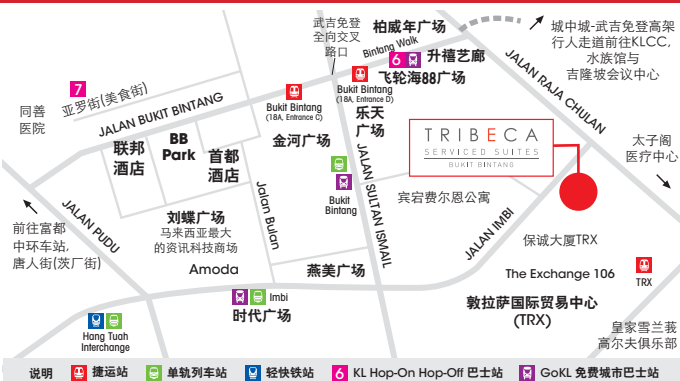 武吉免登
全向交叉
路口
柏威年广场
Bintang Walk
6 升禧艺廊
飞轮海88广场
城中城-武吉免登高架
行人走道前往KLCC,
水族馆与
吉隆坡会议中心
JALAN RAJA CHULAN
7
亚罗街(美食街)
同善
医院
JALAN BUKIT BINTANG
Bukit Bintang
(18A, Entrance C)
Bukit Bintang
(18A, Entrance D)
乐天
广场
金河广场
联邦
酒店
BB
Park
首都
酒店
TRIBECA
SERVICED SUITES
BUKIT BINTANG
太子阁
医疗中心
JALAN SULTAN ISMAIL
Bukit
Bintang
宾宕费尔恩公寓
JALAN IMBI
Jalan Bulan
JALAN PUDU
刘蝶广场
马来西亚最大
的资讯科技商场
前往富都
中环车站,
唐人街(茨厂街)
Amoda
燕美广场
保诚大厦TRX
The Exchange 106
TRX
敦拉萨国际贸易中心
(TRX)
Imbi
时代广场
Hang Tuah
Interchange
皇家雪兰莪
高尔夫俱乐部
说明 捷运站 单轨列车站 轻快铁站 6 KL Hop-On Hop-Off 巴士站 GoKL 免费城市巴士站